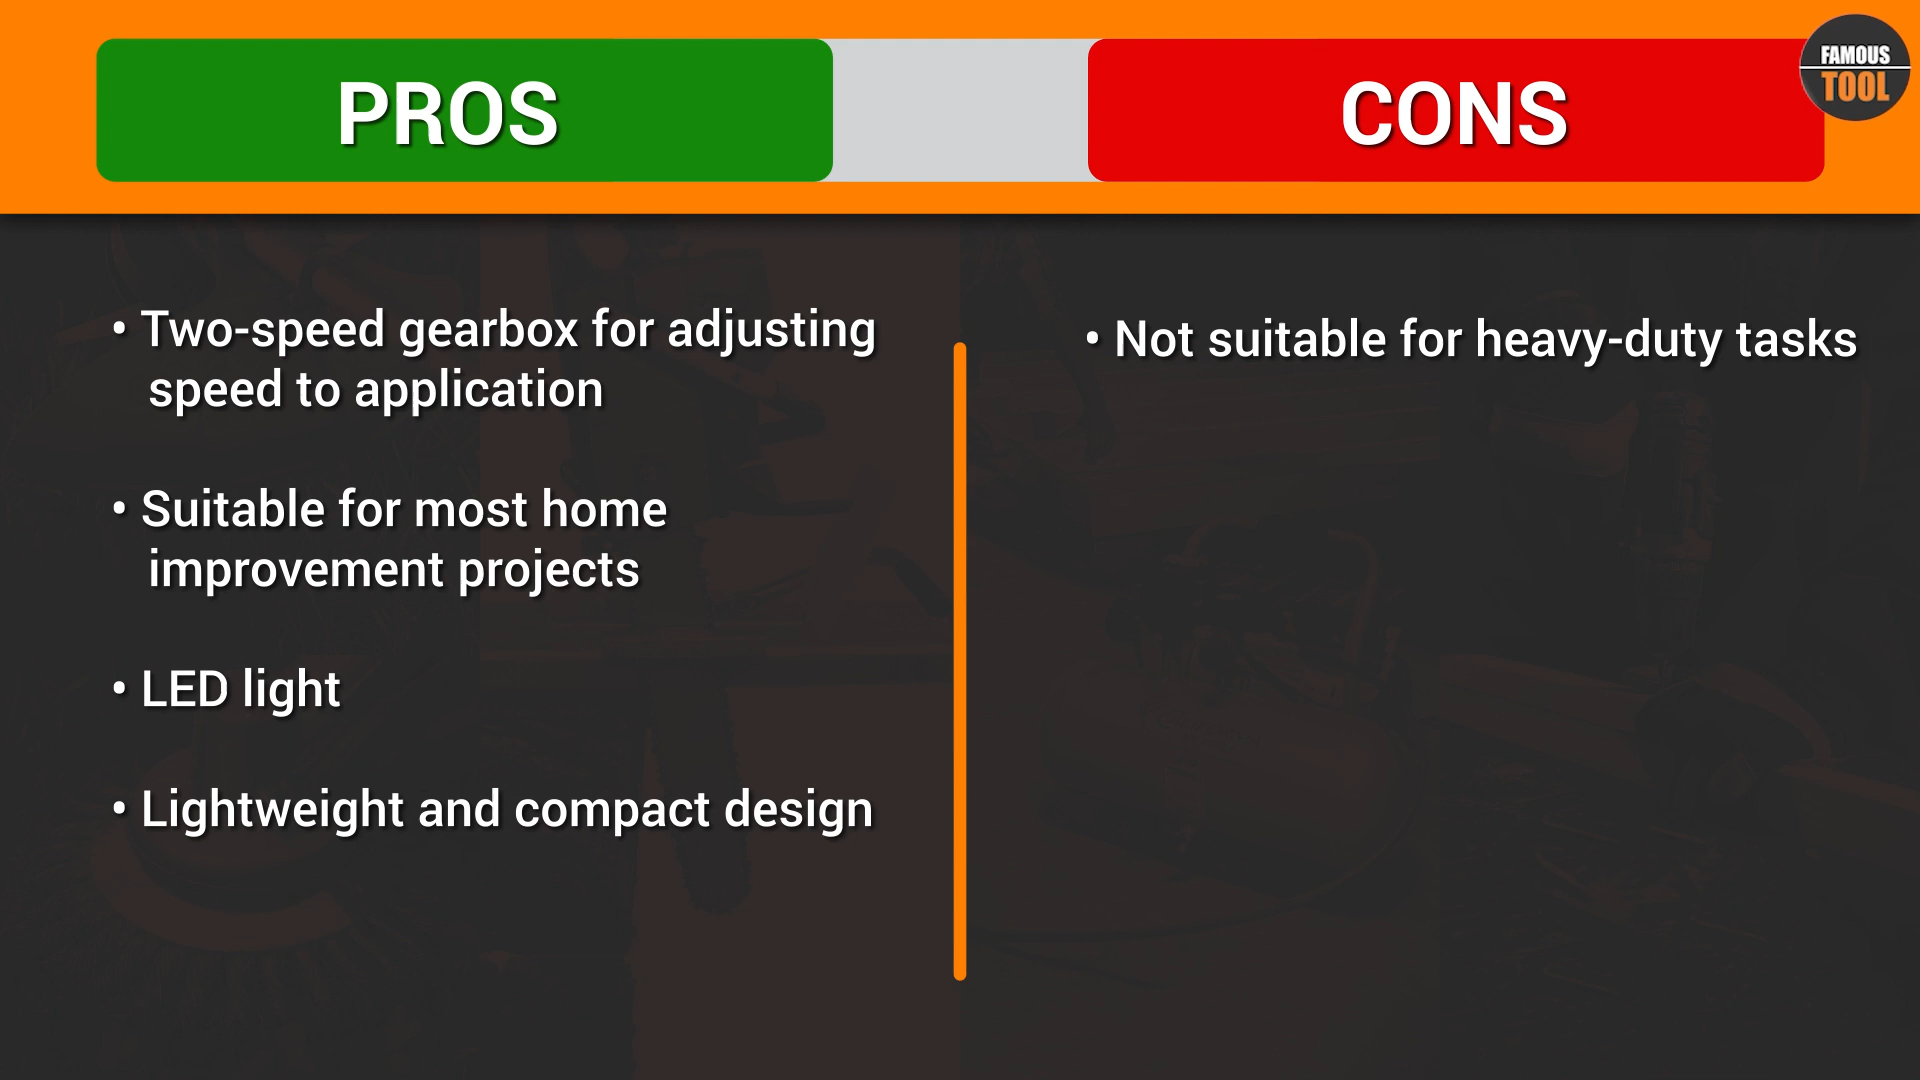 PROS
CONS
FAMOUS
TOOL
• Two-speed gearbox for adjusting
speed to application
• Suitable for most home
improvement projects
• LED light
• Lightweight and compact design
• Not suitable for heavy-duty tasks